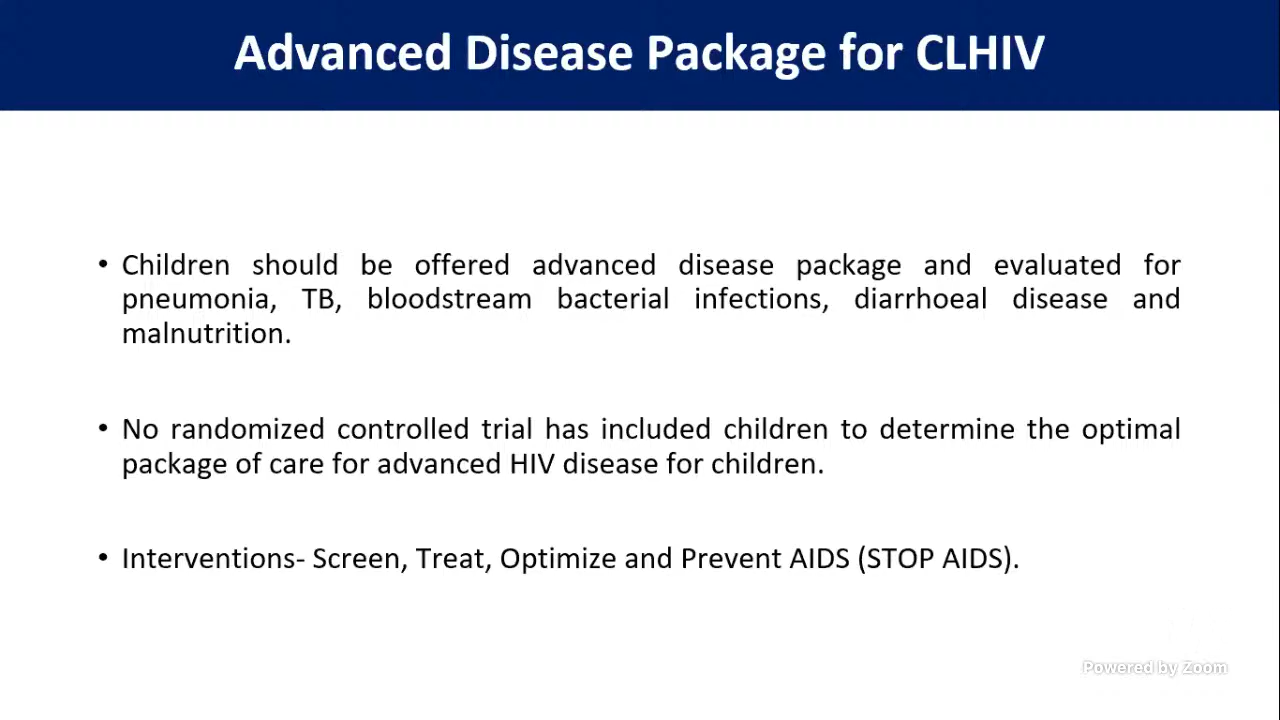 Advanced Disease Package for CLHIV
• Children should be offered advanced disease package and evaluated for
pneumonia, TB, bloodstream bacterial infections, diarrhoeal disease and
malnutrition.
• No randomized controlled trial has included children to determine the optimal
package of care for advanced HIV disease for children.
• Interventions- Screen, Treat, Optimize and Prevent AIDS (STOP AIDS).
Powered by Zoom